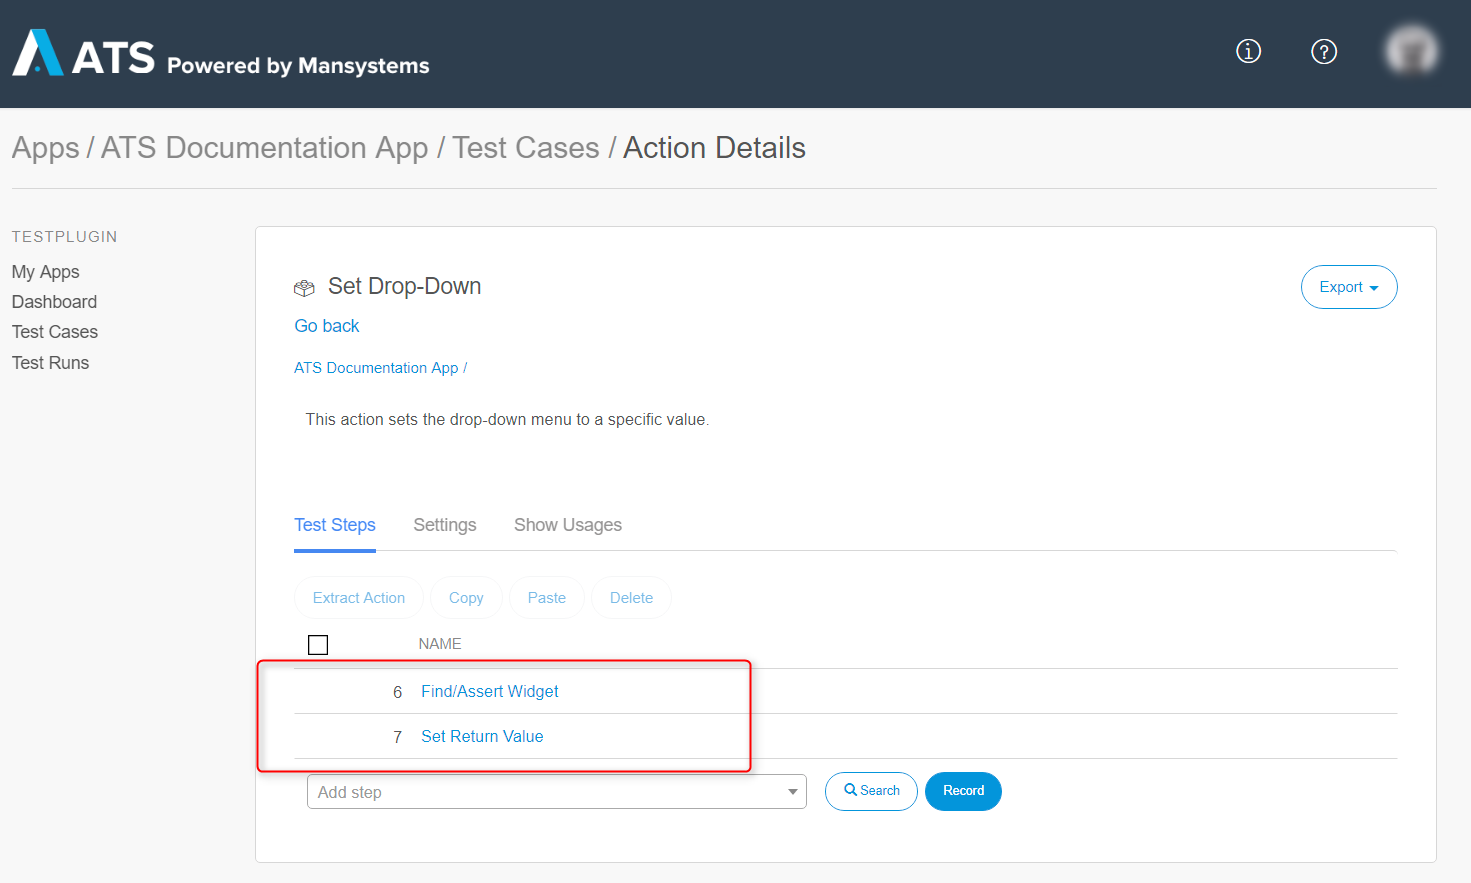 ATS Powered by Mansystems
Apps / ATS Documentation App / Test Cases / Action Details
TESTPLUGIN
My Apps
Dashboard
Test Cases
Test Runs
Set Drop-Down
Export
Go back
ATS Documentation App /
This action sets the drop-down menu to a specific value.
Test Steps Settings Show Usages
Extract Action Copy Paste Delete
NAME
6 Find/Assert Widget
7 Set Return Value
Add step Search Record